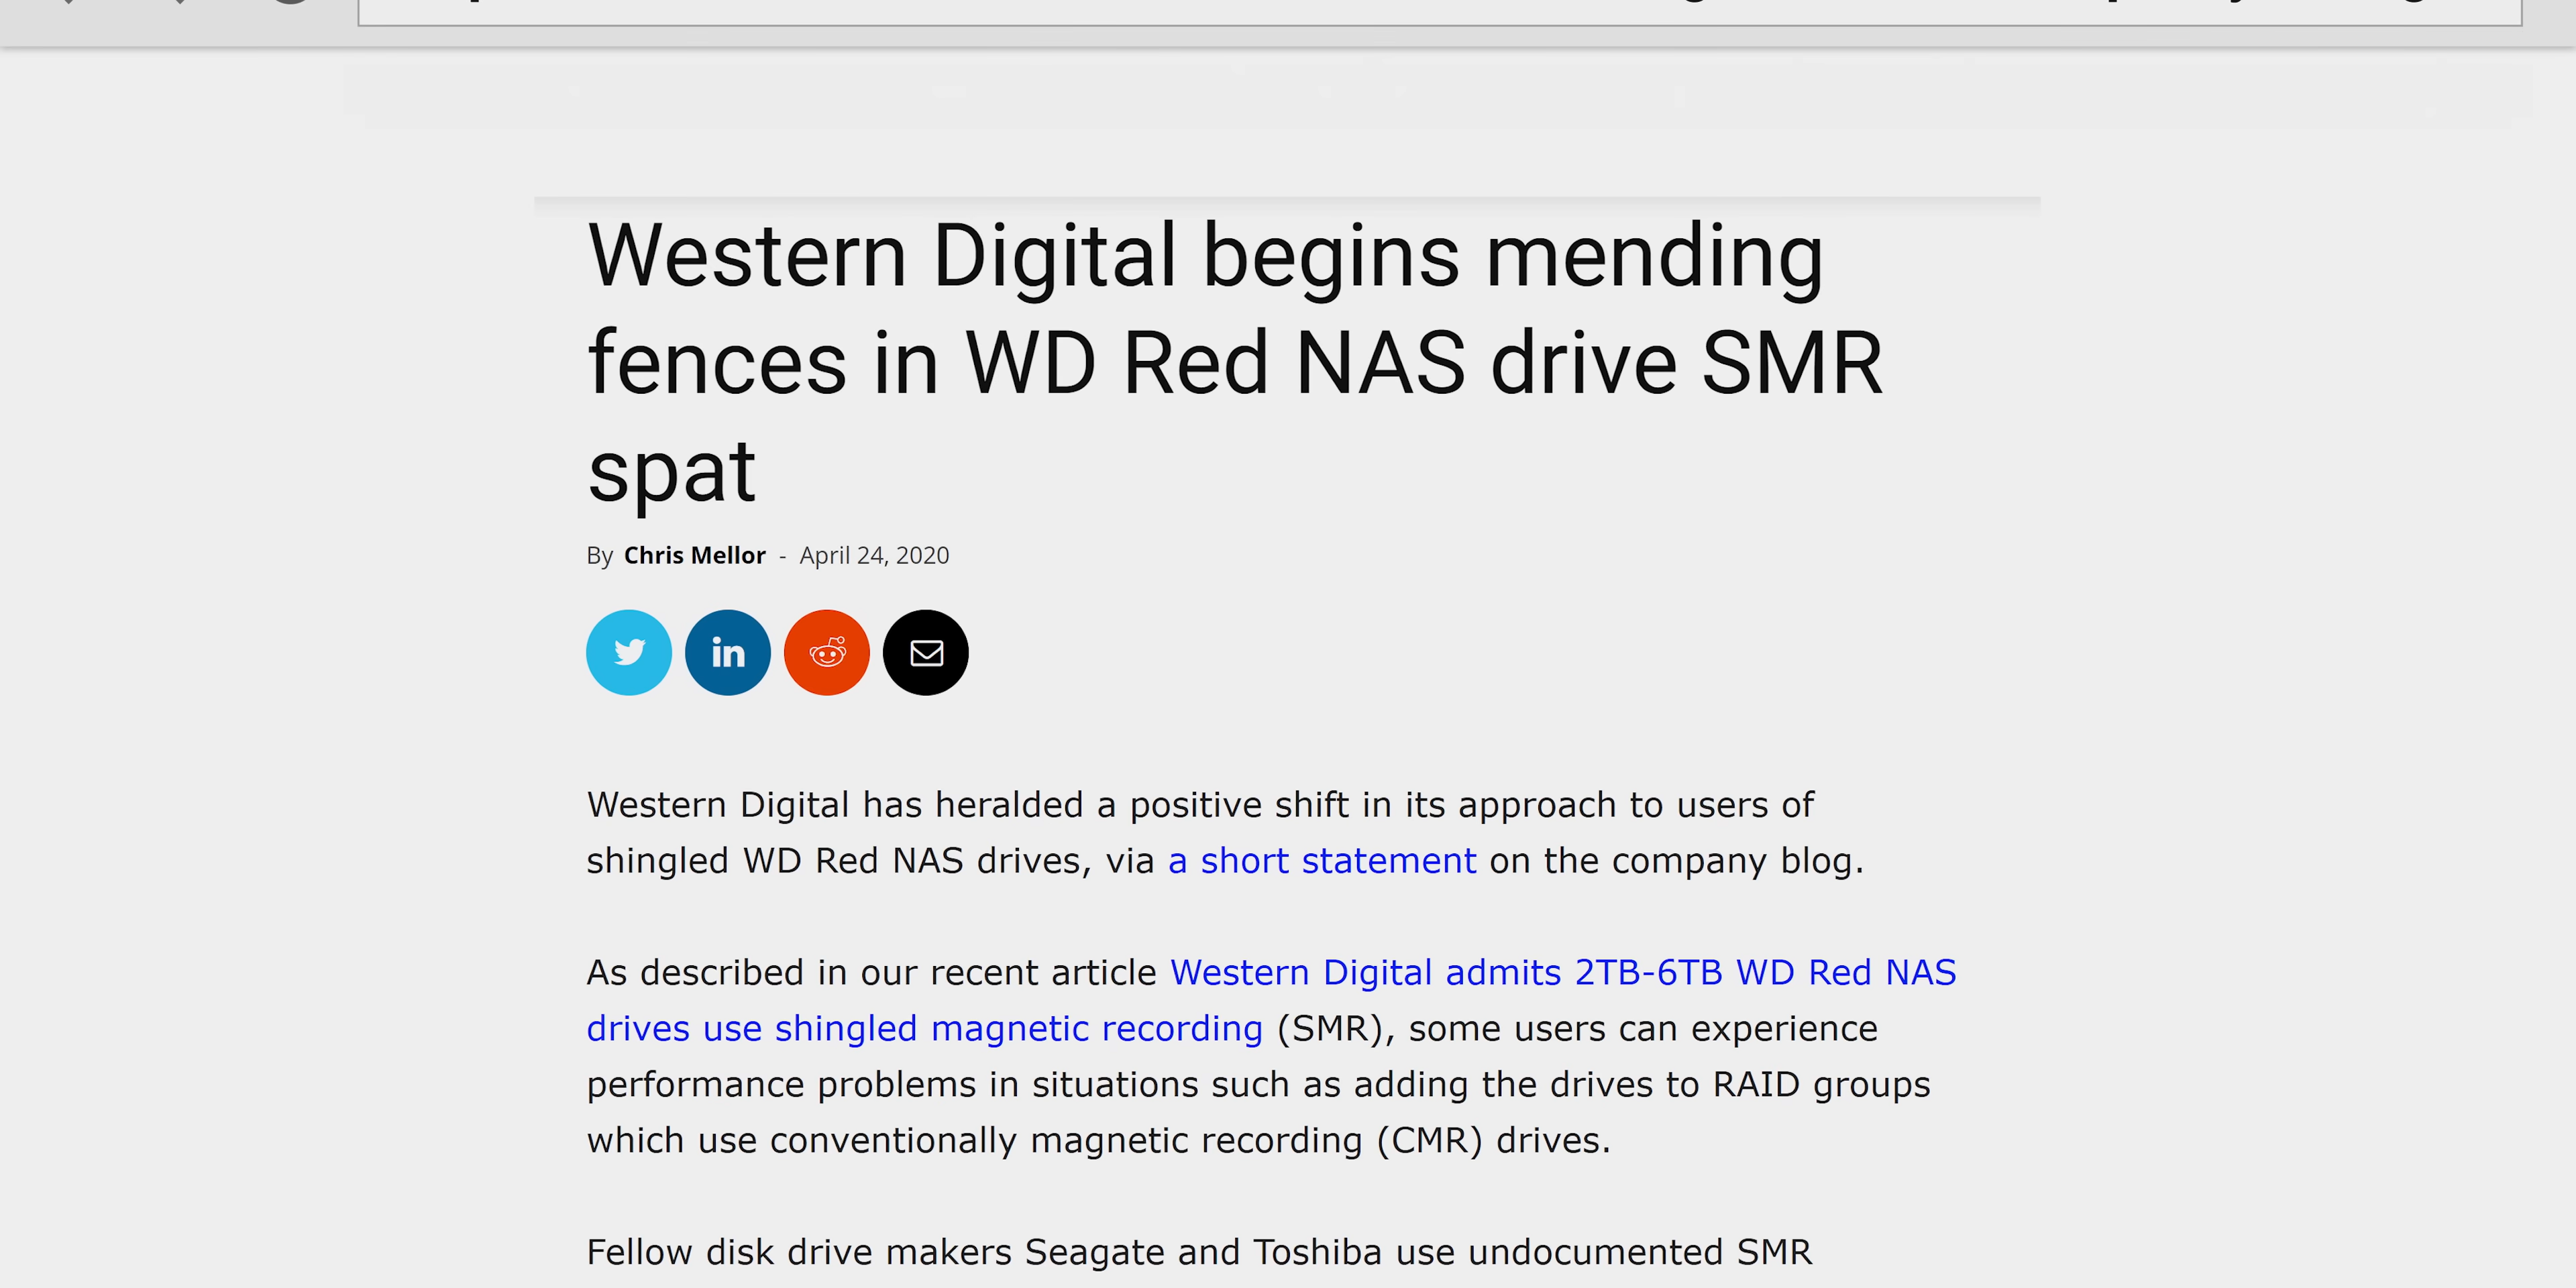 Western Digital begins mending
fences in WD Red NAS drive SMR
spat
By Chris Mellor - April 24, 2020
in
Western Digital has heralded a positive shift in its approach to users of
shingled WD Red NAS drives, via a short statement on the company blog.
As described in our recent article Western Digital admits 2TB-6TB WD Red NAS
drives use shingled magnetic recording (SMR), some users can experience
performance problems in situations such as adding the drives to RAID groups
which use conventionally magnetic recording (CMR) drives.
Fellow disk drive makers Seagate and Toshiba use undocumented SMR